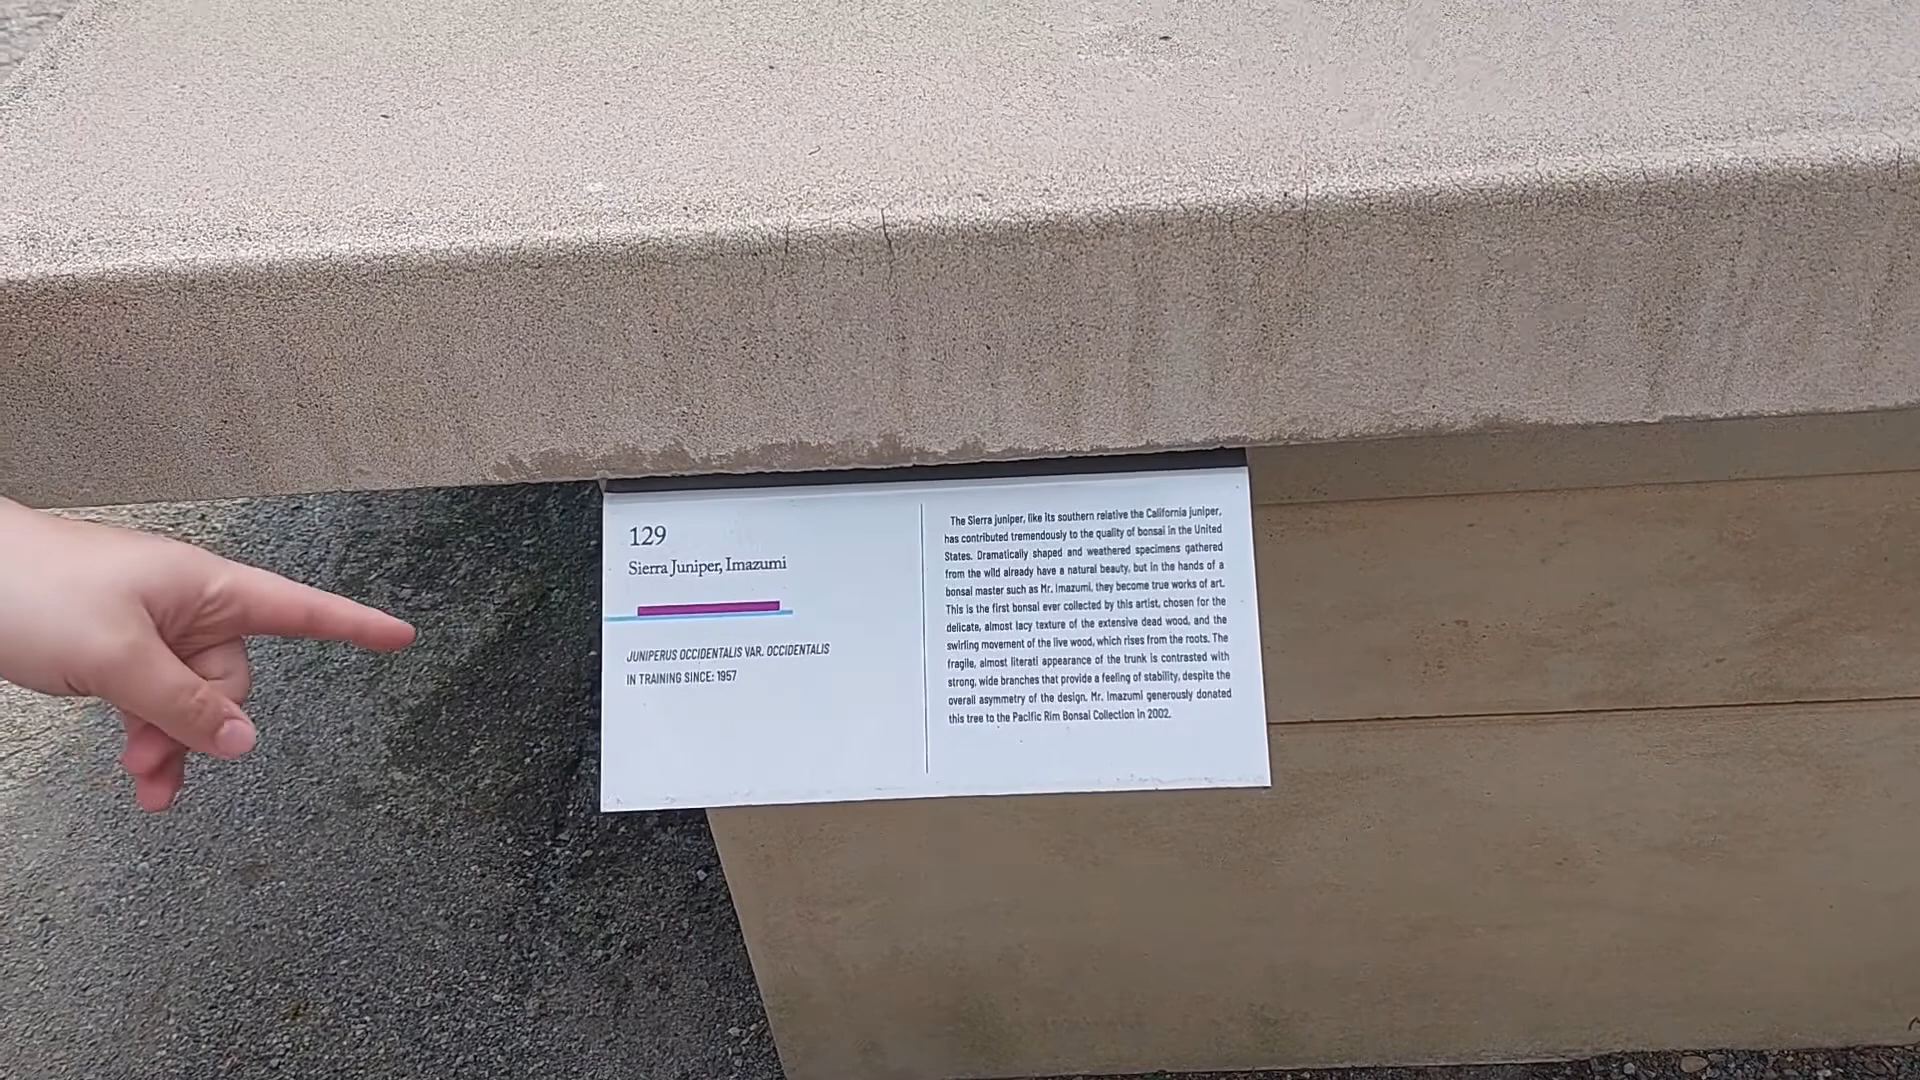 129
Sierra Juniper, Imazumi
JUNIPERUS OCCIDENTALIS VAR. OCCIDENTALIS
IN TRAINING SINCE: 1957
The Sierra juniper, like its southern relative the California juniper,
has contributed tremendously to the quality of bonsai in the United
States. Dramatically shaped and weathered specimens gathered
from the wild already have a natural beauty, but in the hands of a
bonsai master such as Mr. Imazumi, they become true works of art.
This is the first bonsai ever collected by this artist, chosen for the
delicate, almost lacy texture of the extensive dead wood, and the
swirling movement of the live wood, which rises from the roots. The
fragile, almost literati appearance of the trunk is contrasted with
strong, wide branches that provide a feeling of stability, despite the
overall asymmetry of the design. Mr. Imazumi generously donated
this tree to the Pacific Rim Bonsai Collection in 2002.